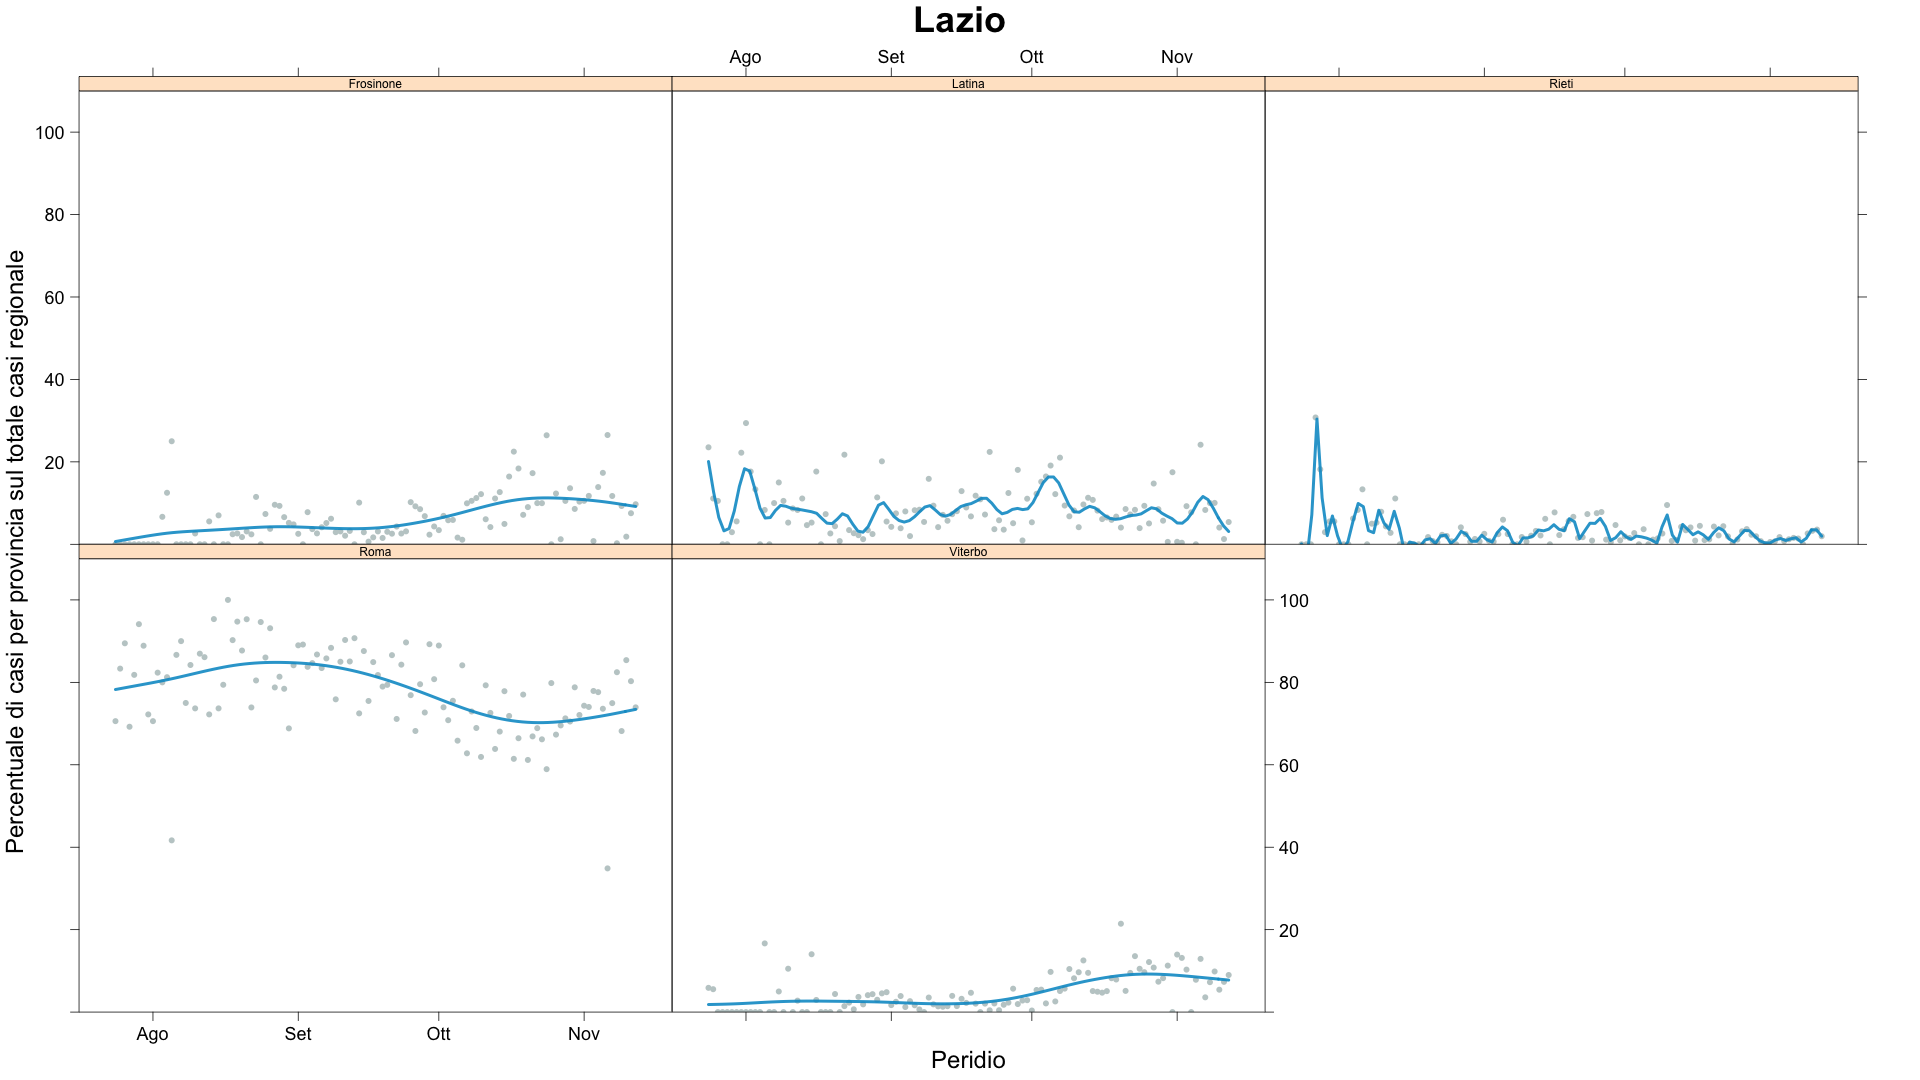 Lazio
Ago Set Ott Nov
Frosinone Latina Rieti
100
80
60
40
20
Percentuale di casi per provincia sul totale casi regionale
Roma Viterbo
100
80
60
40
20
Ago Set Ott Nov
Peridio